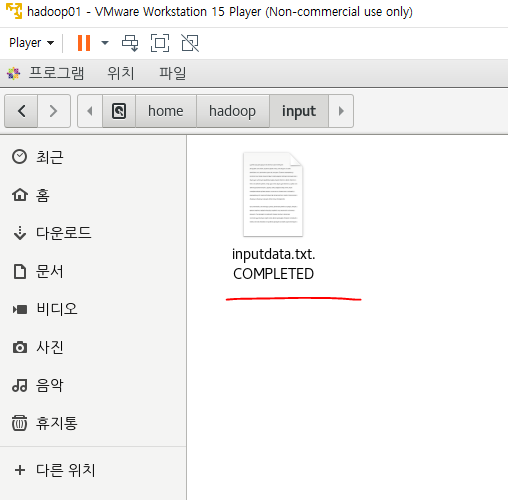 hadoop01 - VMware Workstation 15 Player (Non-commercial use only)
Player
프로그램 위치 파일
home hadoop input
최근
홈
다운로드
문서
비디오
사진
음악
휴지통
다른 위치
inputdata.txt.
COMPLETED